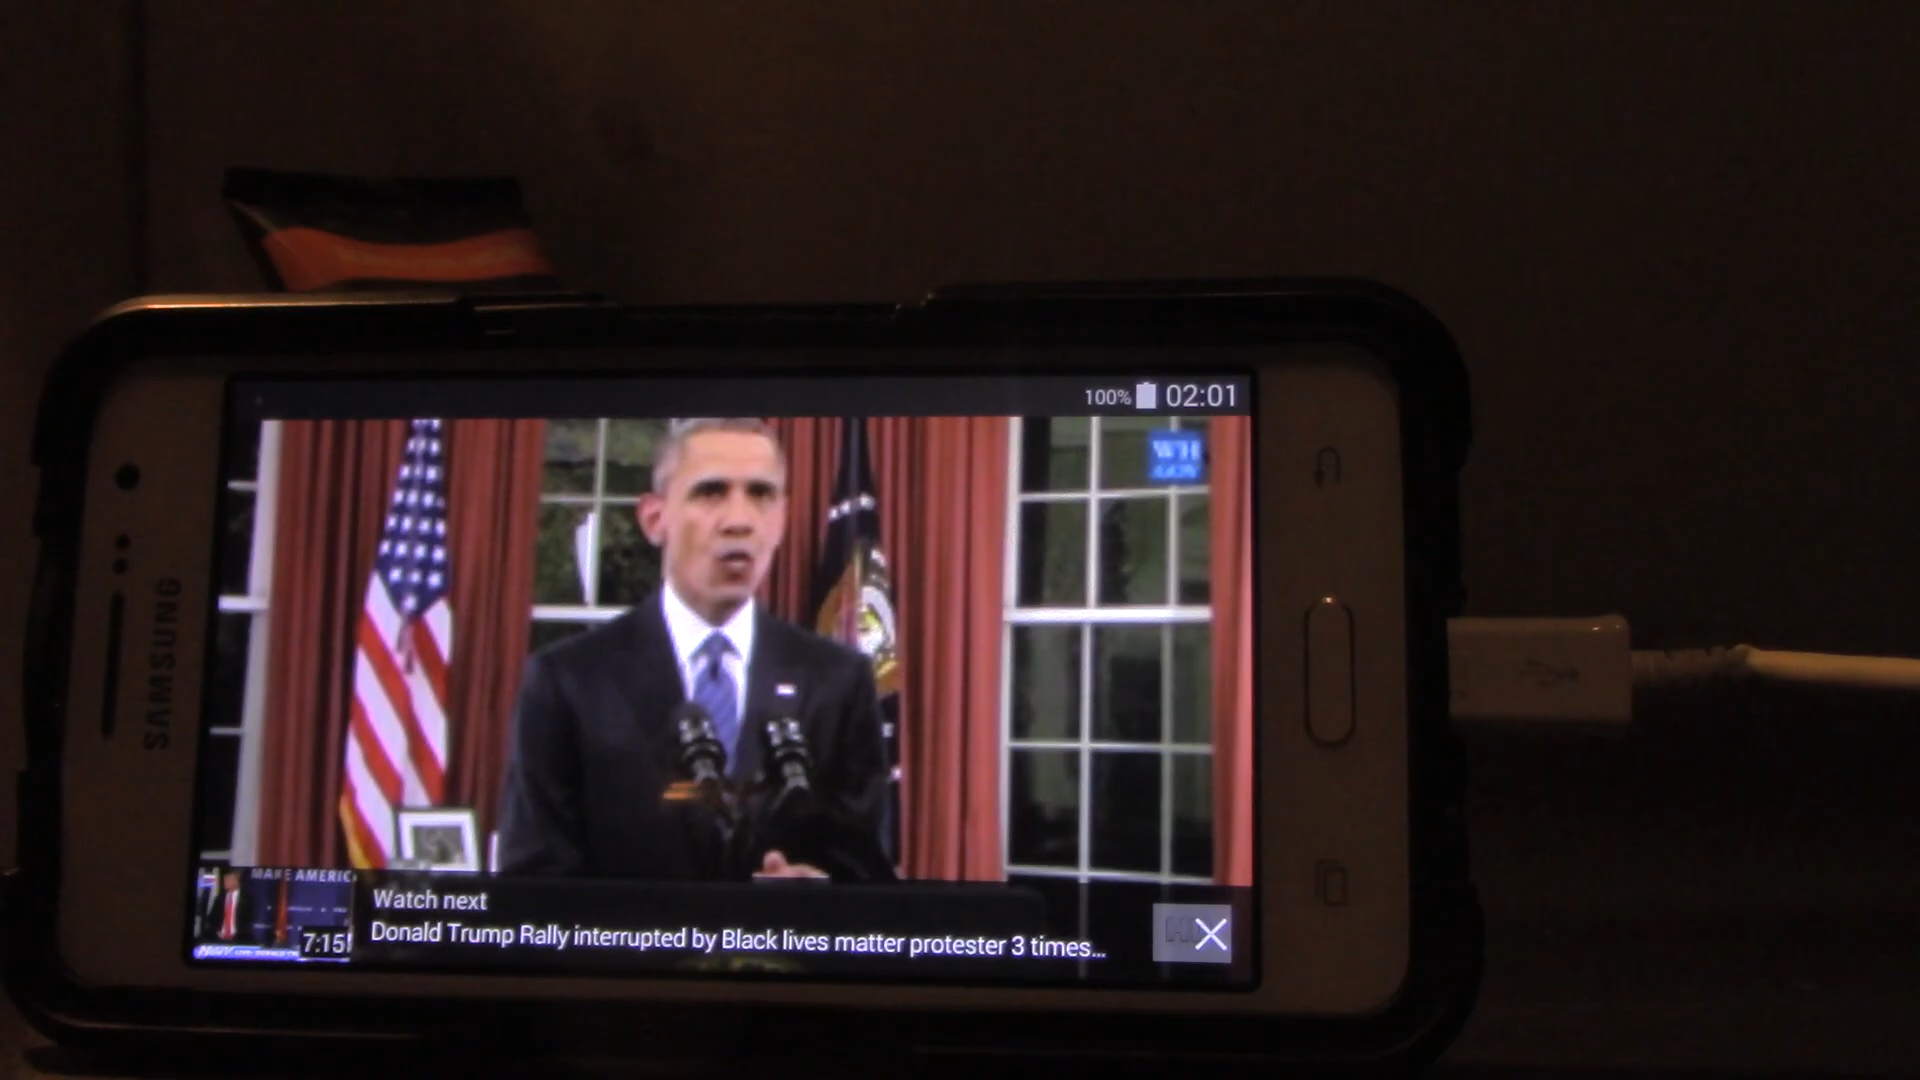 100% 02:01
WH
.GOV
SAMSUNG
MAKE AMERIC
7:15
Watch next
Donald Trump Rally interrupted by Black lives matter protester 3 times...